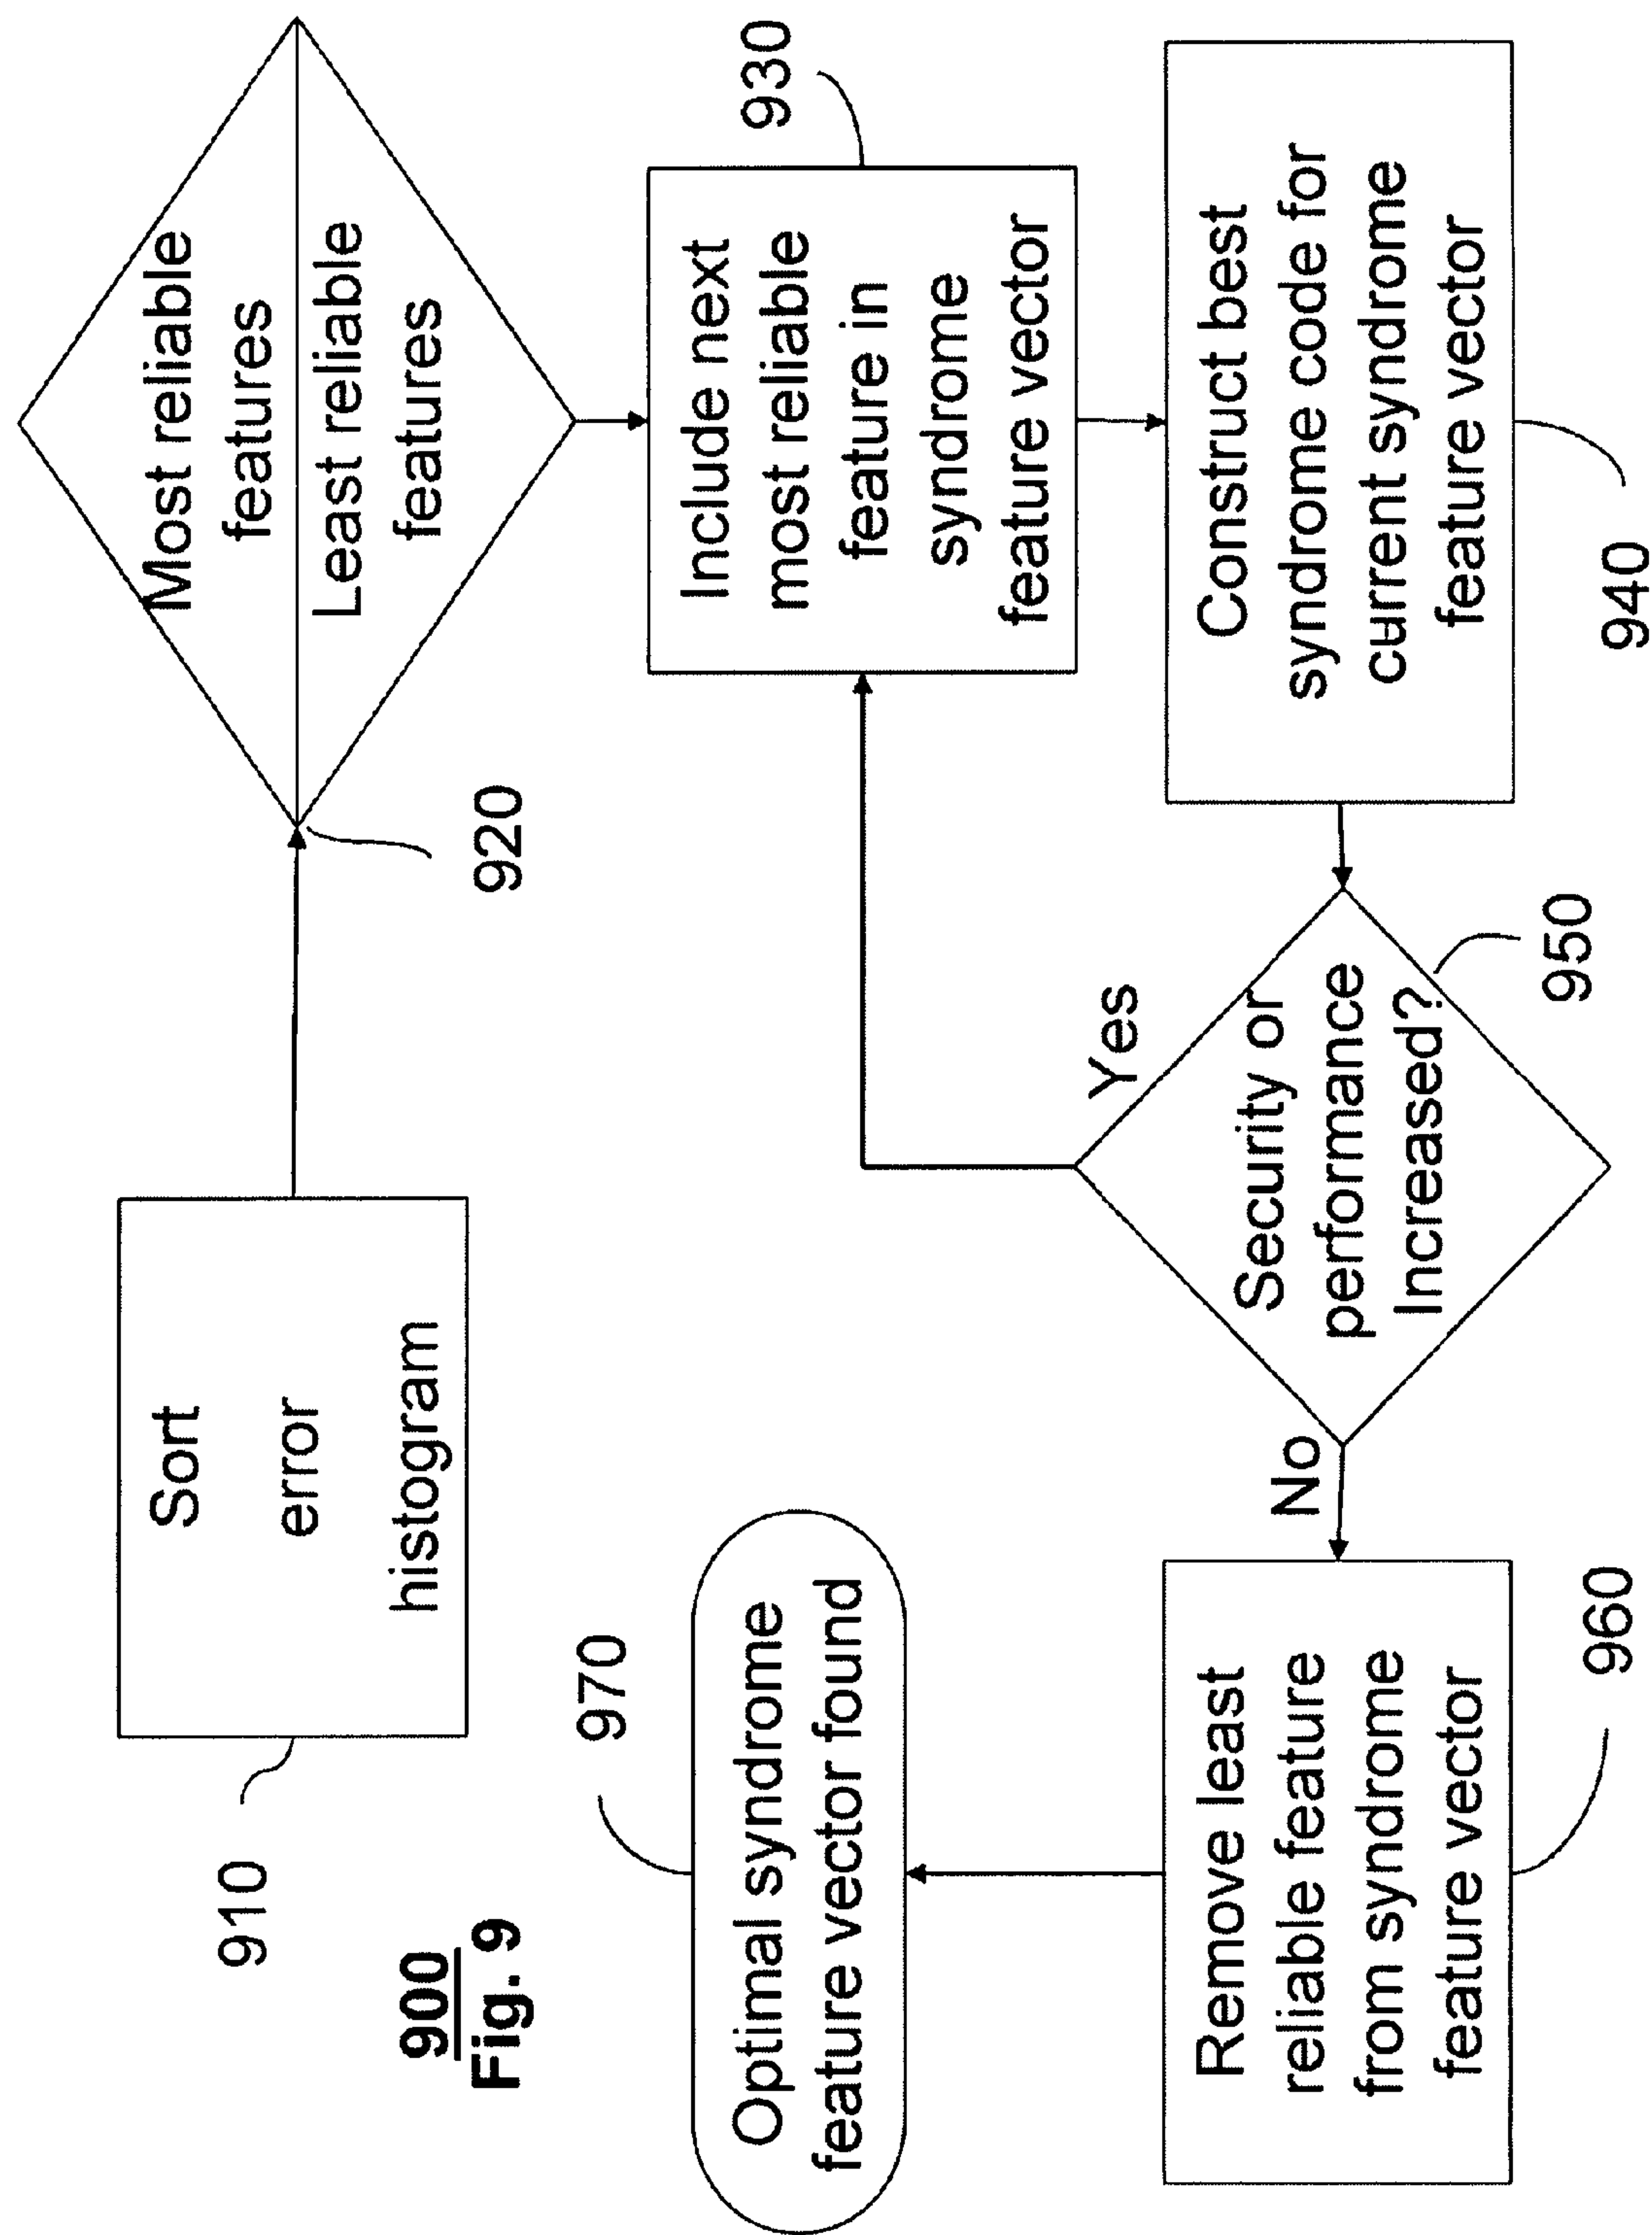 Sort
error
histogram
910
Most reliable
features
Least reliable
features
920
Include next
most reliable
feature in
syndrome
feature vector
930
Construct best
syndrome code for
current syndrome
feature vector
940
Security or
performance
Increased?
950
Yes
No
Remove least
reliable feature
from syndrome
feature vector
960
Optimal syndrome
feature vector found
970
900
Fig. 9